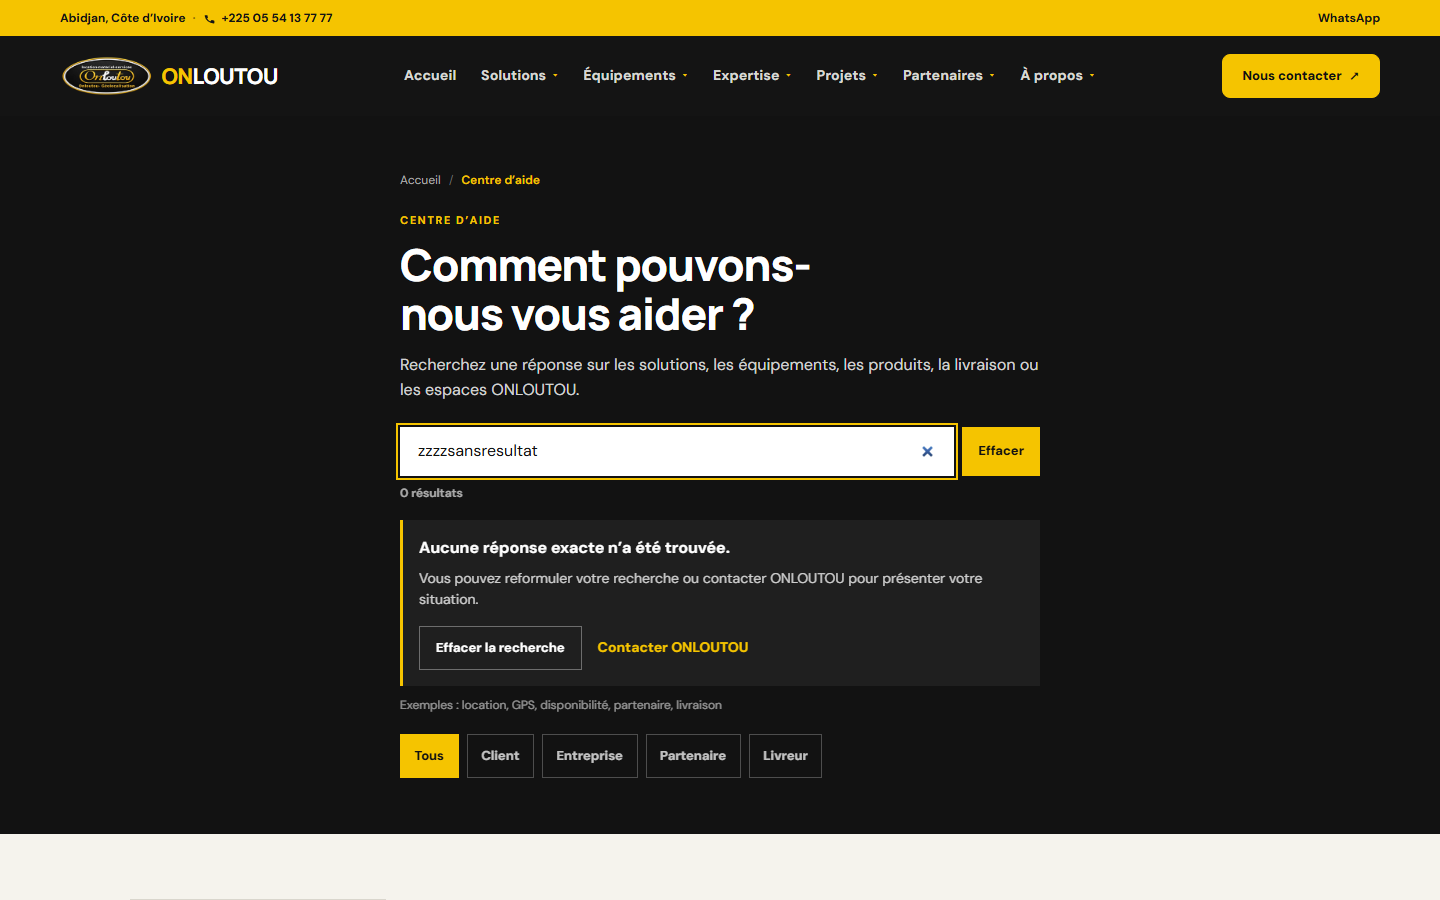 Abidjan, Côte d’Ivoire · +225 05 54 13 77 77
WhatsApp
Onloutou
ONLOUTOU
Accueil
Solutions
Équipements
Expertise
Projets
Partenaires
À propos
Nous contacter ↗
Accueil / Centre d’aide
CENTRE D’AIDE
Comment pouvons-
nous vous aider ?
Recherchez une réponse sur les solutions, les équipements, les produits, la livraison ou
les espaces ONLOUTOU.
zzzzsansresultat
Effacer
0 résultats
Aucune réponse exacte n’a été trouvée.
Vous pouvez reformuler votre recherche ou contacter ONLOUTOU pour présenter votre
situation.
Effacer la recherche
Contacter ONLOUTOU
Exemples : location, GPS, disponibilité, partenaire, livraison
Tous
Client
Entreprise
Partenaire
Livreur